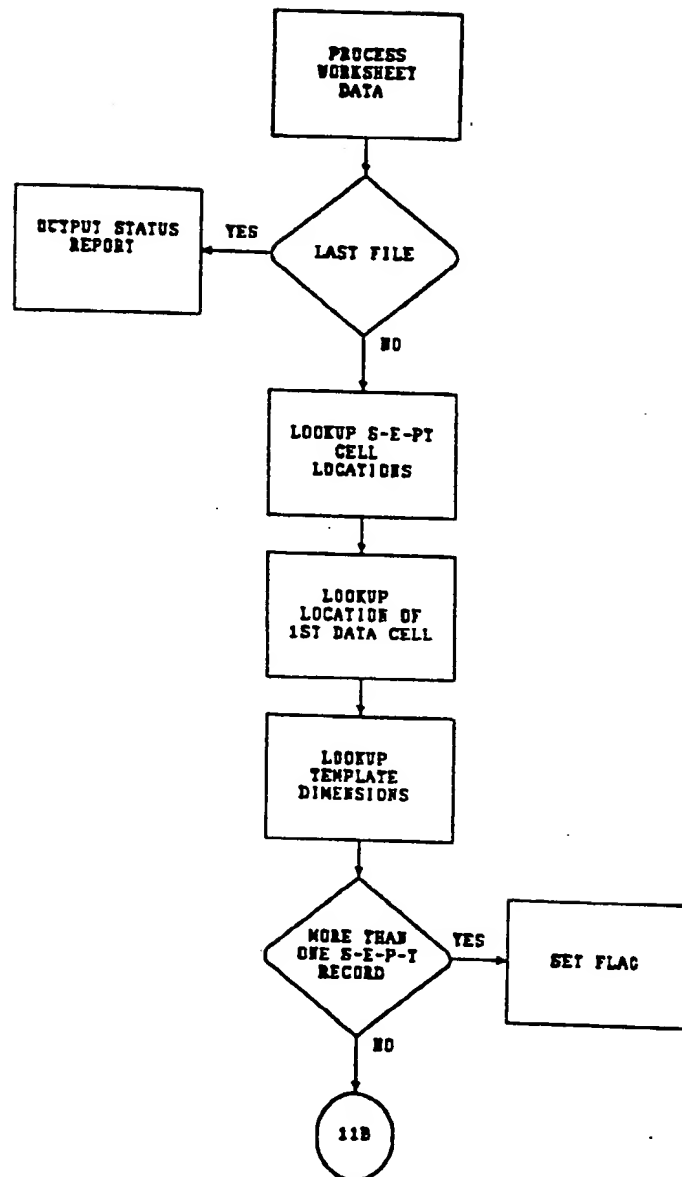 PROCESS
WORKSHEET
DATA
OUTPUT STATUS
REPORT
YES
LAST FILE
NO
LOOKUP S-E-PT
CELL
LOCATIONS
LOOKUP
LOCATION OF
1ST DATA CELL
LOOKUP
TEMPLATE
DIMENSIONS
MORE THAN
ONE S-E-P-T
RECORD
YES
SET FLAG
NO
11B